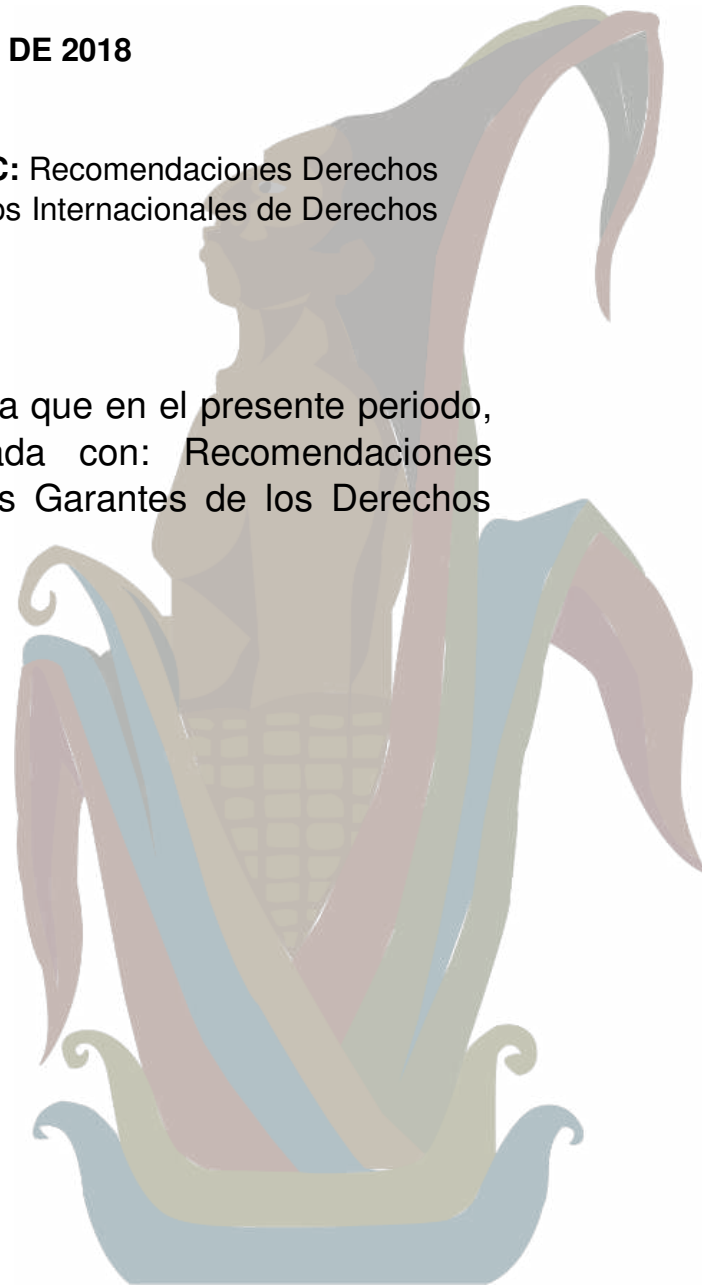 DE 2018
C: Recomendaciones Derechos
os Internacionales de Derechos
a que en el presente periodo,
ada con: Recomendaciones
s Garantes de los Derechos